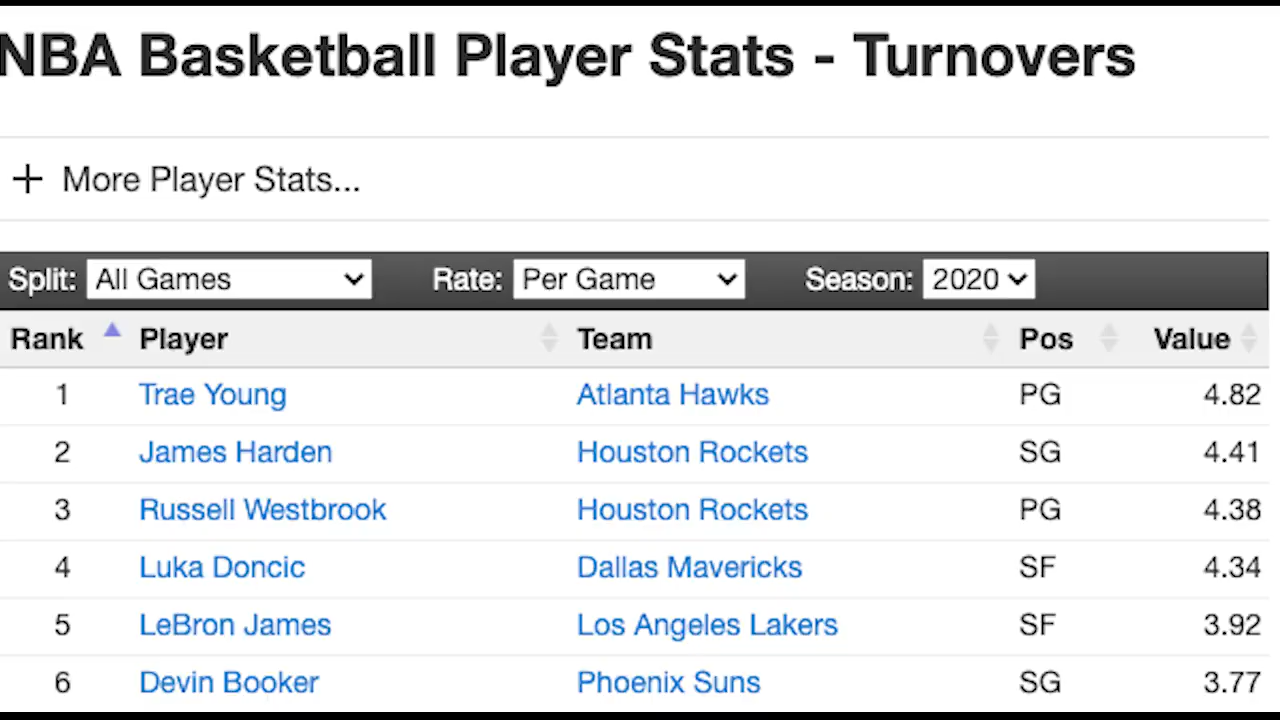 NBA Basketball Player Stats - Turnovers
+ More Player Stats...
Split: All Games Rate: Per Game Season: 2020
Rank Player Team Pos Value
1 Trae Young Atlanta Hawks PG 4.82
2 James Harden Houston Rockets SG 4.41
3 Russell Westbrook Houston Rockets PG 4.38
4 Luka Doncic Dallas Mavericks SF 4.34
5 LeBron James Los Angeles Lakers SF 3.92
6 Devin Booker Phoenix Suns SG 3.77